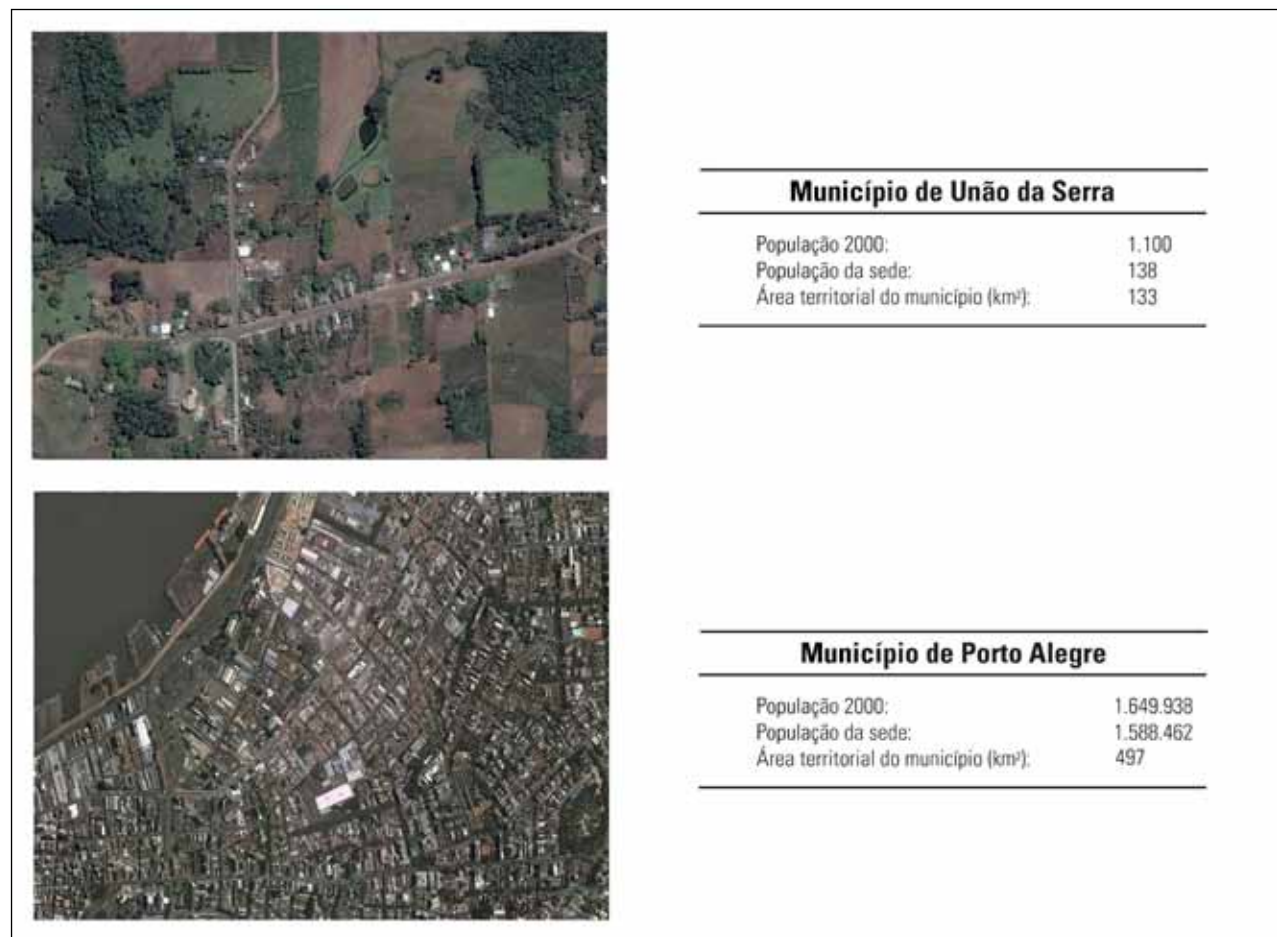 Município de Unão da Serra
População 2000: 1.100
População da sede: 138
Área territorial do município (km²): 133
Município de Porto Alegre
População 2000: 1.649.938
População da sede: 1.588.462
Área territorial do município (km²): 497